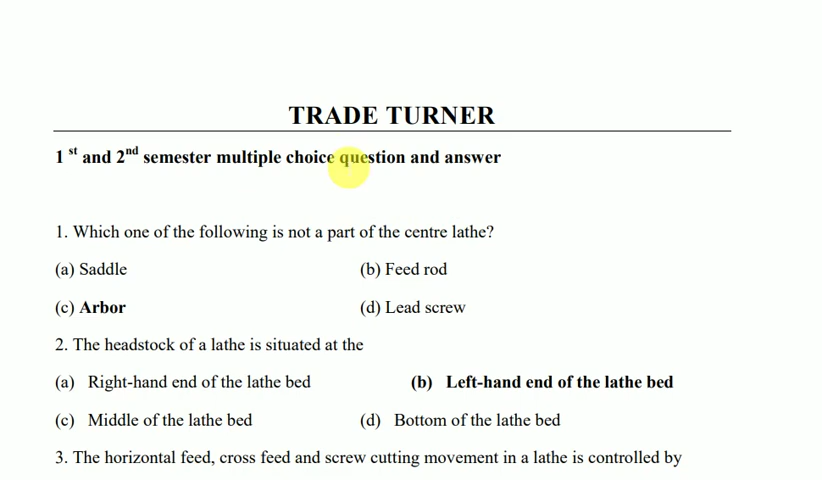 TRADE TURNER
1 st and 2nd semester multiple choice question and answer
1. Which one of the following is not a part of the centre lathe?
(a) Saddle (b) Feed rod
(c) Arbor (d) Lead screw
2. The headstock of a lathe is situated at the
(a) Right-hand end of the lathe bed (b) Left-hand end of the lathe bed
(c) Middle of the lathe bed (d) Bottom of the lathe bed
3. The horizontal feed, cross feed and screw cutting movement in a lathe is controlled by